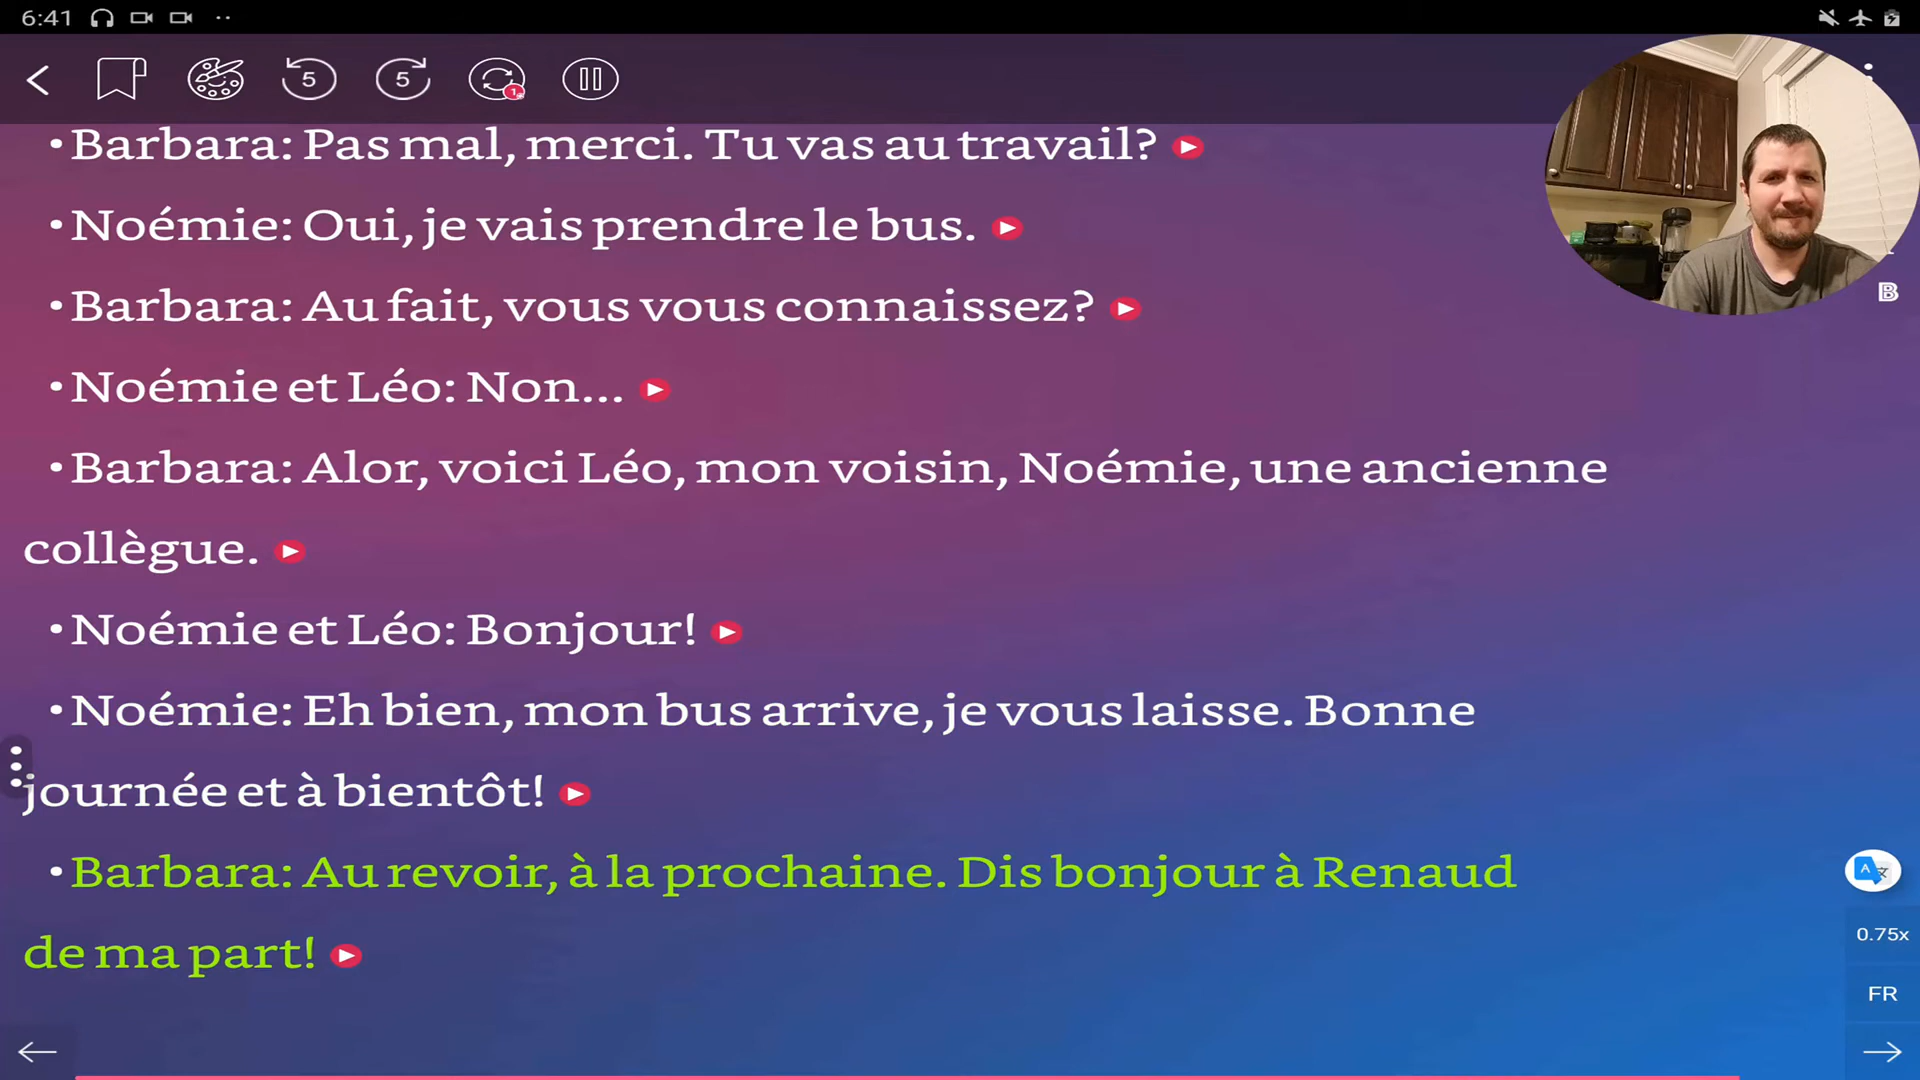 6:41
5 5 1
•Barbara: Pas mal, merci. Tu vas au travail?
•Noémie: Oui, je vais prendre le bus.
•Barbara: Au fait, vous vous connaissez?
B
•Noémie et Léo: Non...
•Barbara: Alor, voici Léo, mon voisin, Noémie, une ancienne
collègue.
•Noémie et Léo: Bonjour!
•Noémie: Eh bien, mon bus arrive, je vous laisse. Bonne
journée et à bientôt!
•Barbara: Au revoir, à la prochaine. Dis bonjour à Renaud
de ma part!
A 文
0.75x
FR